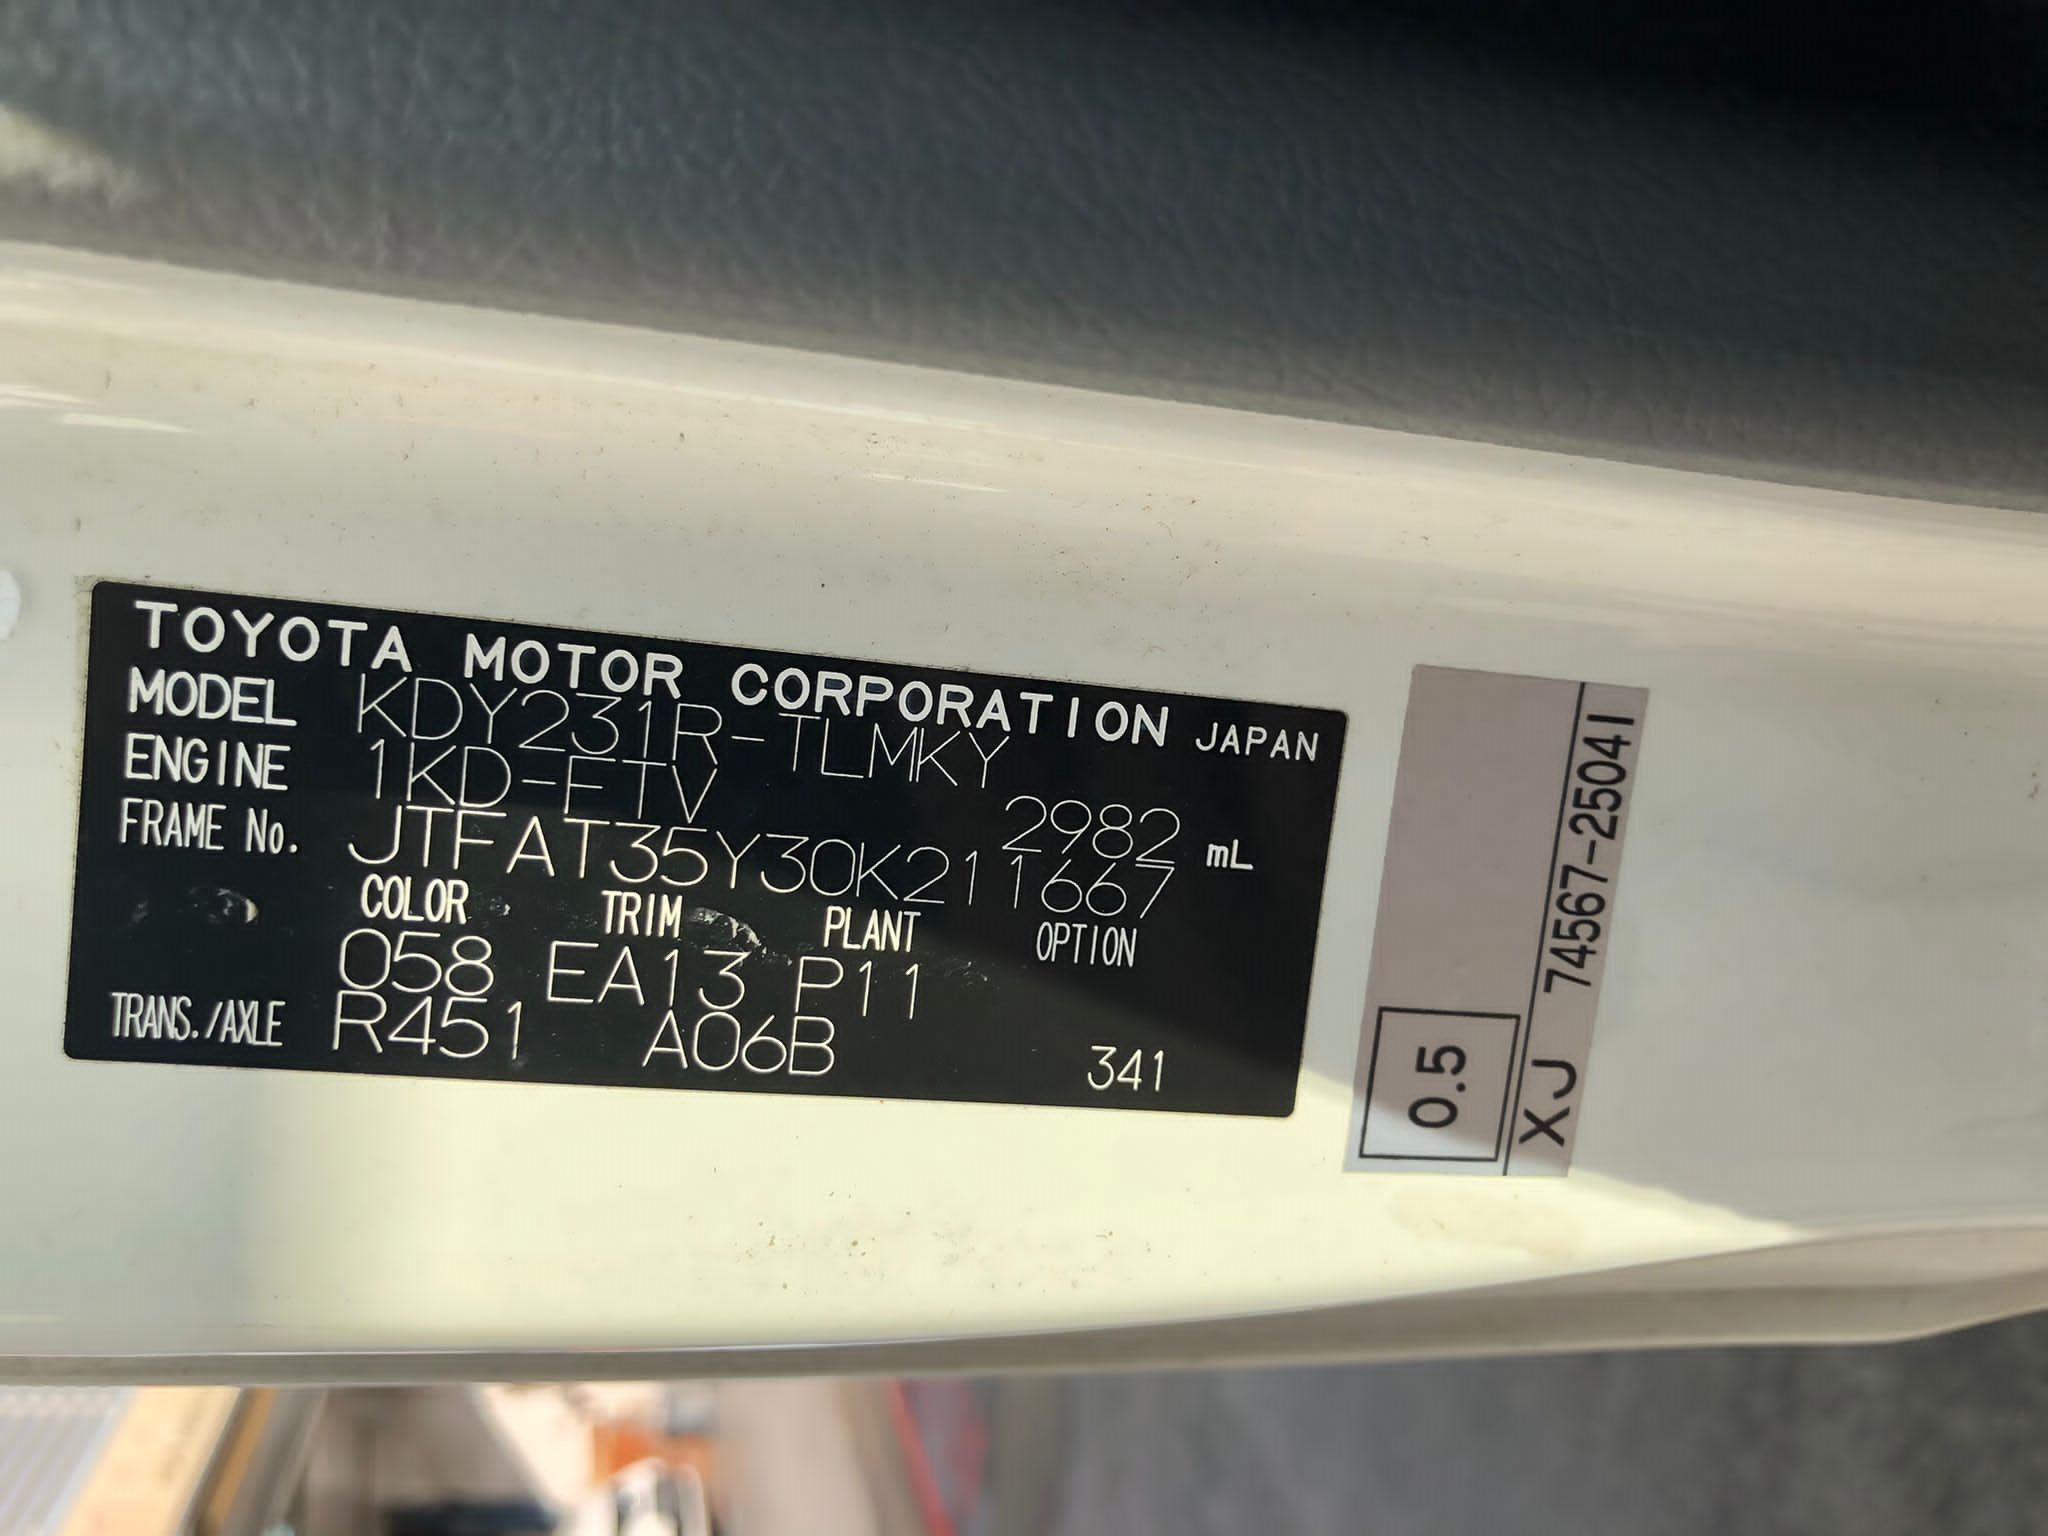 TOYOTA MOTOR CORPORATION JAPAN
MODEL KDY231R-TLMKY
ENGINE 1KD-FTV 2982 mL
FRAME No. JTFAT35Y30K211667
COLOR TRIM PLANT OPTION
058 EA13 P11
TRANS./AXLE R451 A06B 341
0.5
XJ 74567-25041